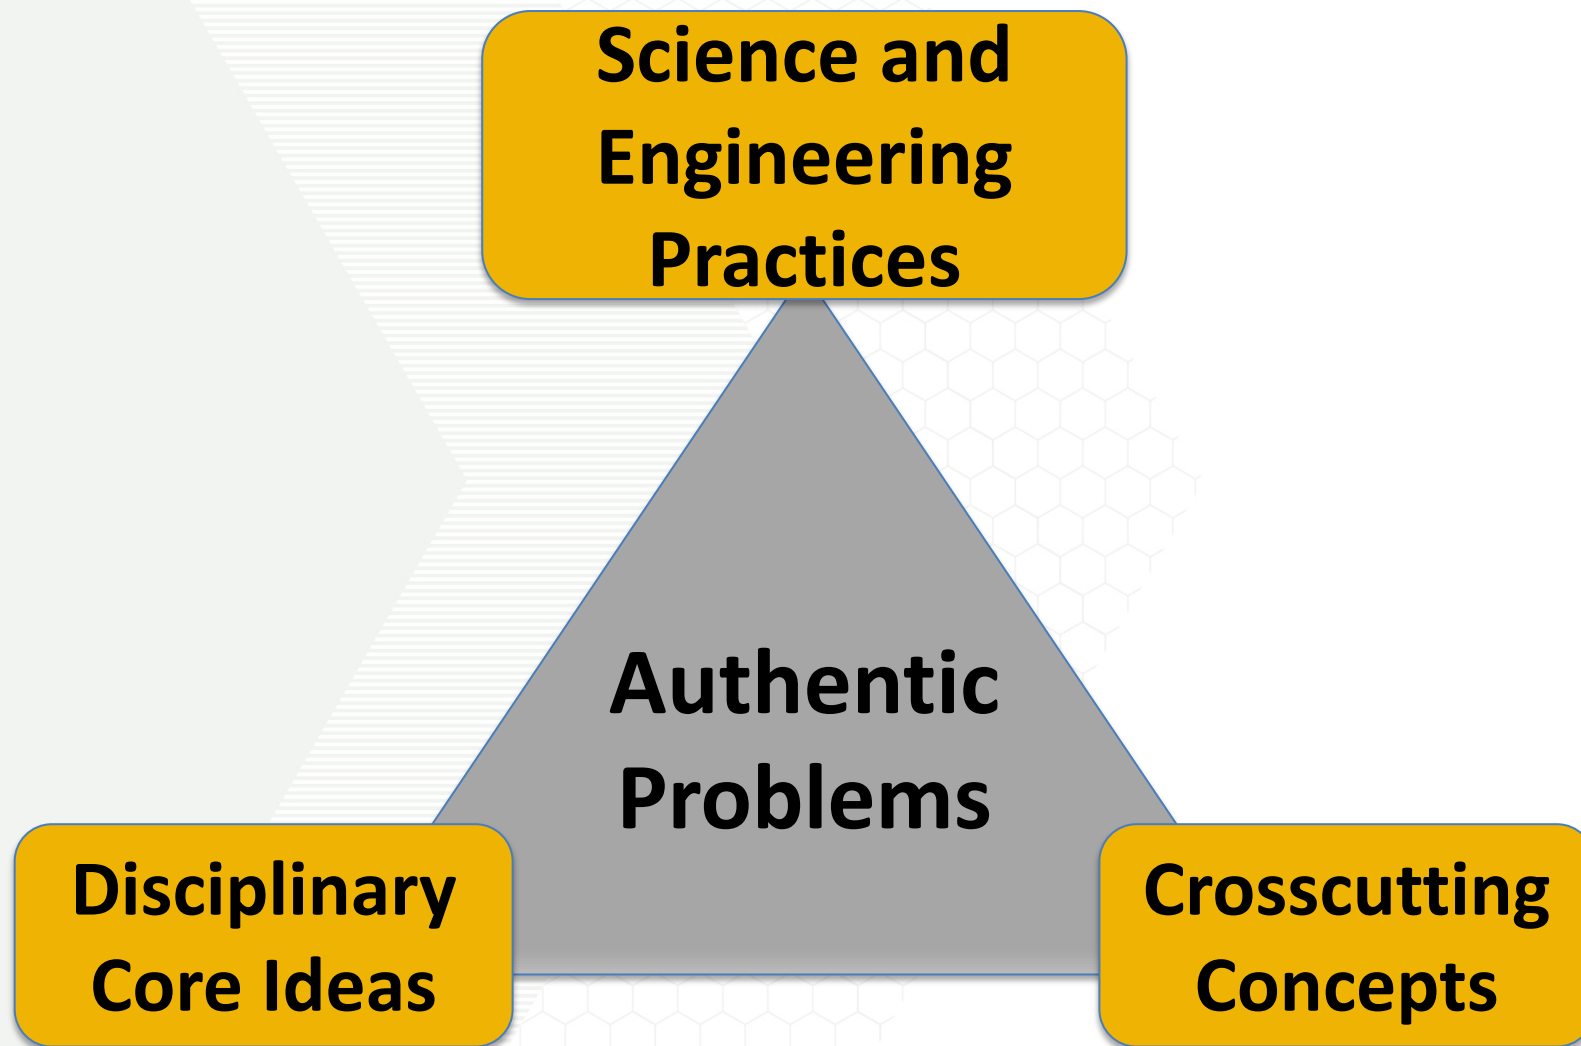 Science and
Engineering
Practices
Authentic
Problems
Disciplinary
Core Ideas
Crosscutting
Concepts